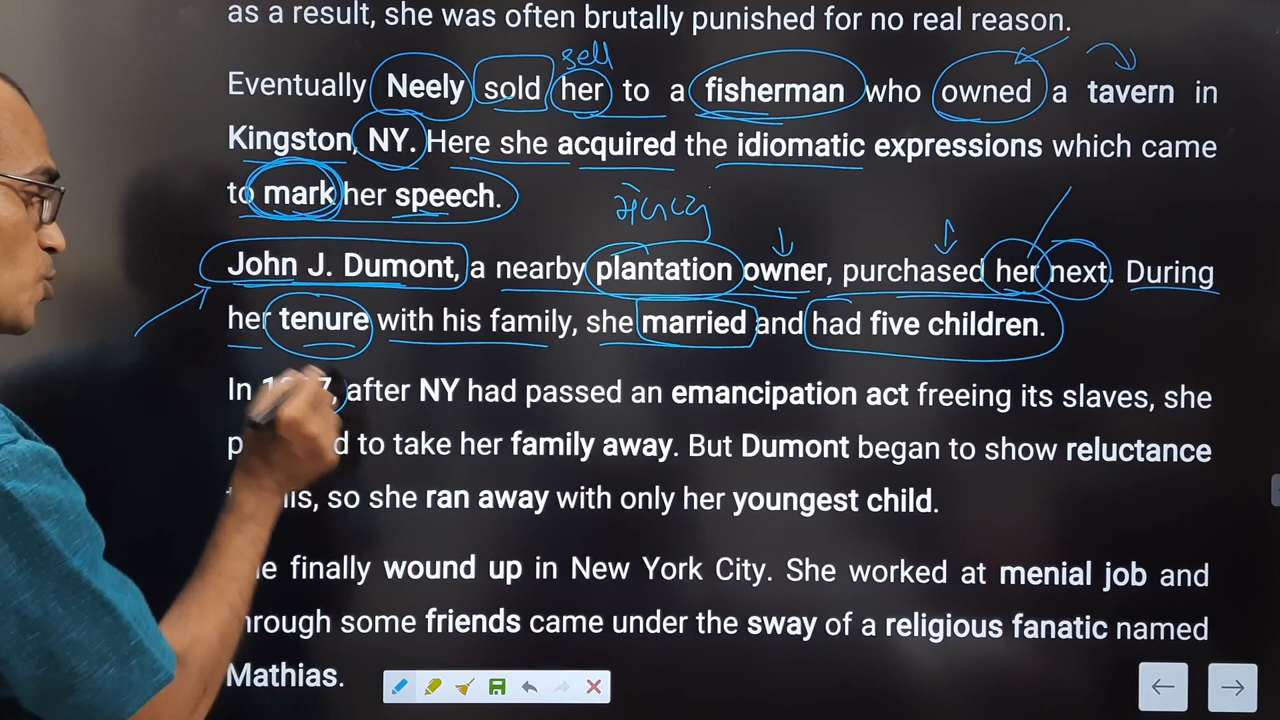 as a result, she was often brutally punished for no real reason.
sell
Eventually Neely sold her to a fisherman who owned a tavern in
Kingston, NY. Here she acquired the idiomatic expressions which came
to mark her speech.
John J. Dumont, a nearby plantation owner, purchased her next. During
her tenure with his family, she married and had five children.
In after NY had passed an emancipation act freeing its slaves, she
to take her family away. But Dumont began to show reluctance
so she ran away with only her youngest child.
finally wound up in New York City. She worked at menial job and
through some friends came under the sway of a religious fanatic named
Mathias.